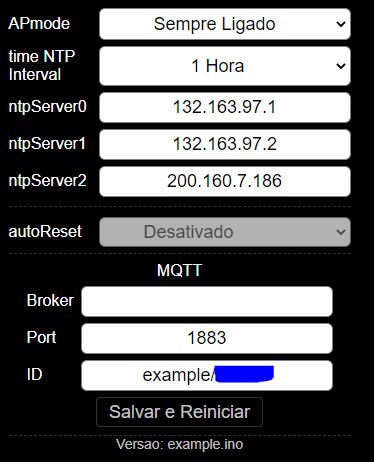 APmode Sempre Ligado
time NTP
Interval 1 Hora
ntpServer0 132.163.97.1
ntpServer1 132.163.97.2
ntpServer2 200.160.7.186
autoReset Desativado
MQTT
Broker
Port 1883
ID example/
Salvar e Reiniciar
Versao: example.ino